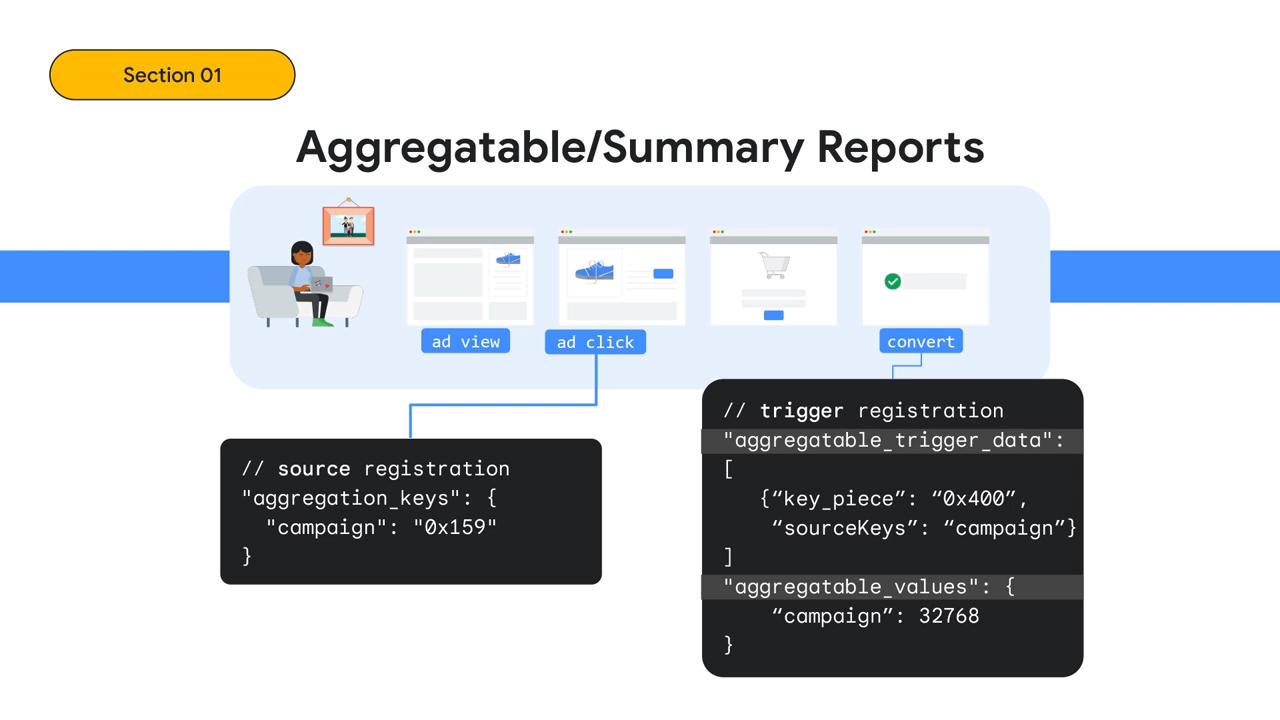 Section 01
Aggregatable/Summary Reports
ad view
ad click
convert
// source registration
"aggregation_keys": {
"campaign": "0x159"
}
// trigger registration
"aggregatable_trigger_data":
[
{“key_piece”: “0x400”,
“sourceKeys”: “campaign”}
]
"aggregatable_values": {
“campaign”: 32768
}